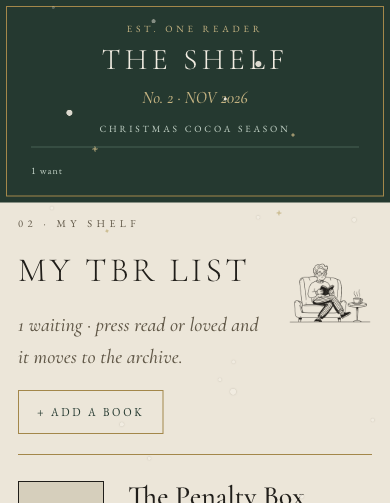 EST. ONE READER
THE SHELF
No. 2 · NOV 2026
CHRISTMAS COCOA SEASON
1 want
02 · MY SHELF
MY TBR LIST
1 waiting · press read or loved and
it moves to the archive.
+ ADD A BOOK
The Penalty Box